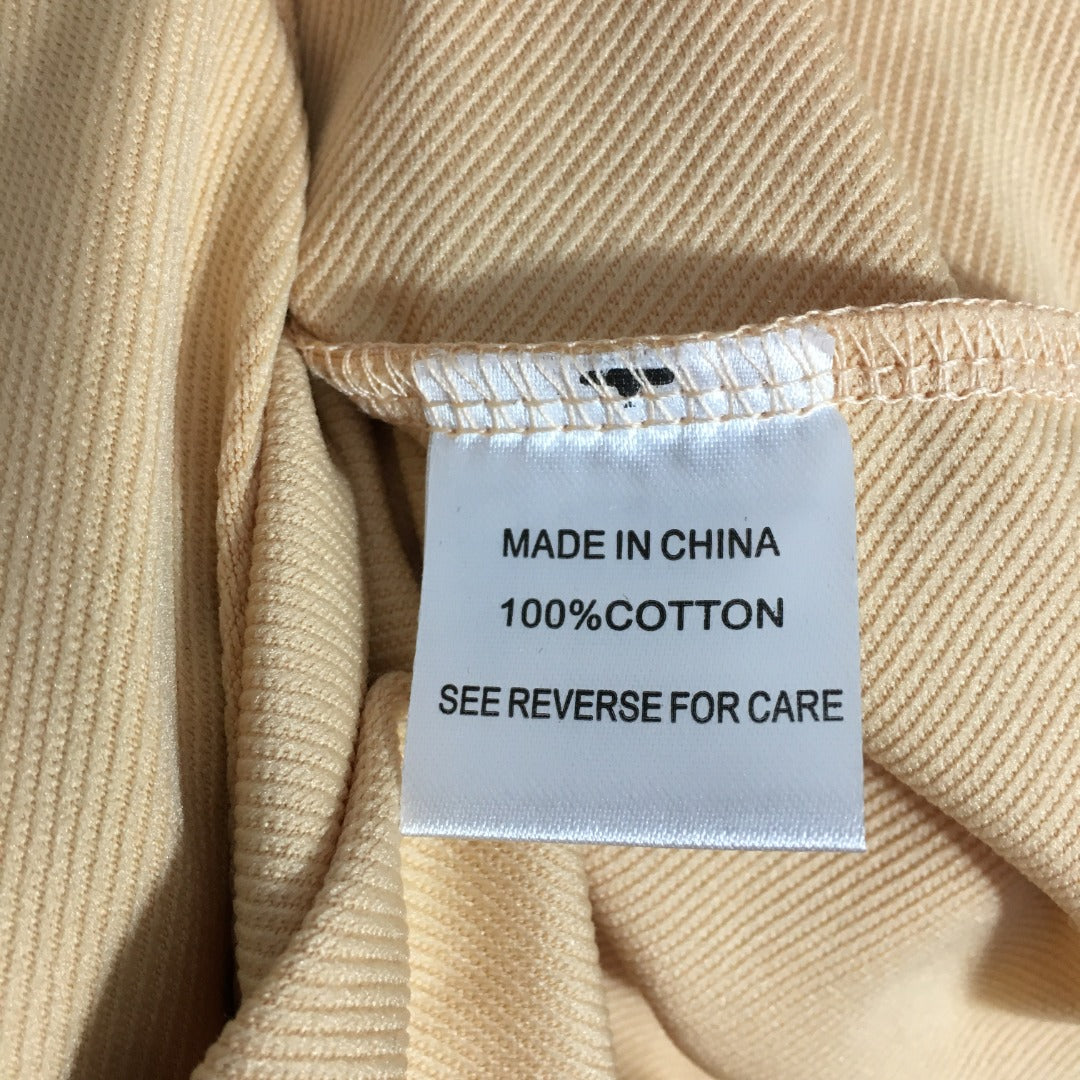 MADE IN CHINA
100%COTTON
SEE REVERSE FOR CARE